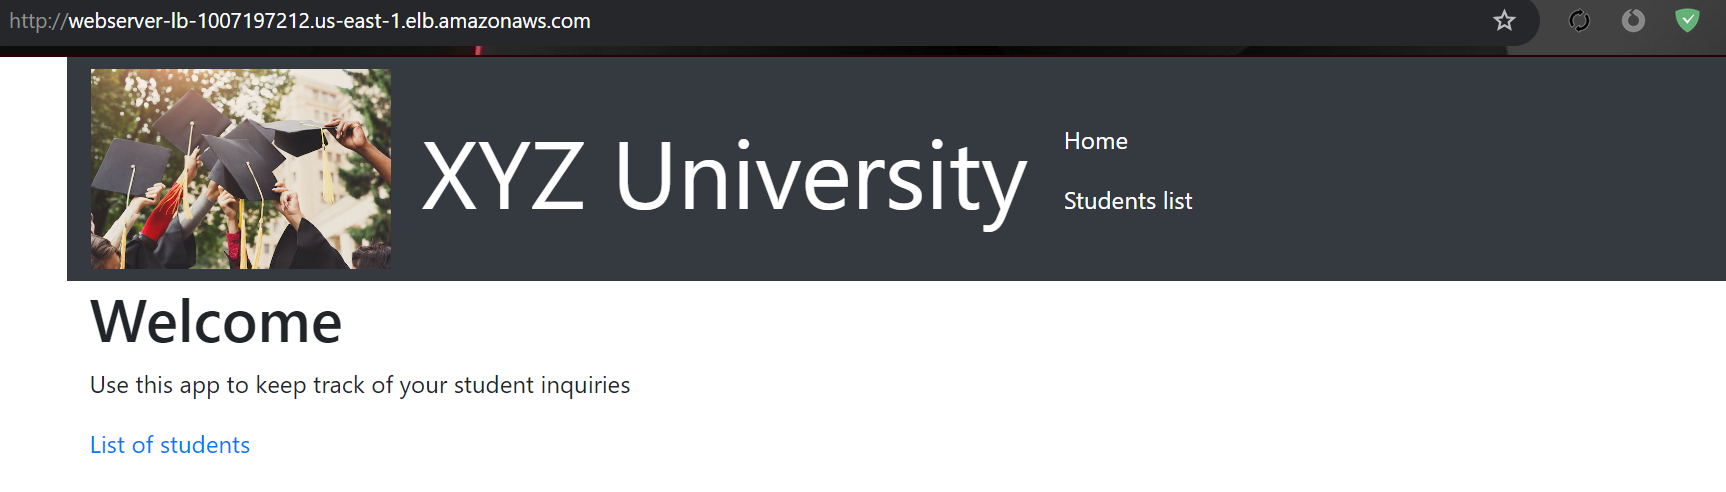 http://webserver-lb-1007197212.us-east-1.elb.amazonaws.com
XYZ University
Home
Students list
Welcome
Use this app to keep track of your student inquiries
List of students